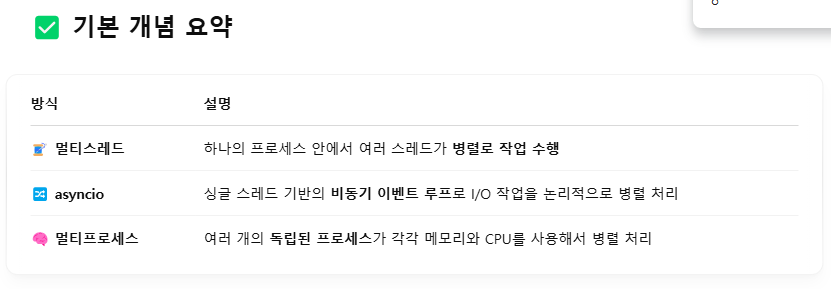 ✅ 기본 개념 요약
방식 설명
🧵 멀티스레드 하나의 프로세스 안에서 여러 스레드가 병렬로 작업 수행
🔀 asyncio 싱글 스레드 기반의 비동기 이벤트 루프로 I/O 작업을 논리적으로 병렬 처리
🧠 멀티프로세스 여러 개의 독립된 프로세스가 각각 메모리와 CPU를 사용해서 병렬 처리